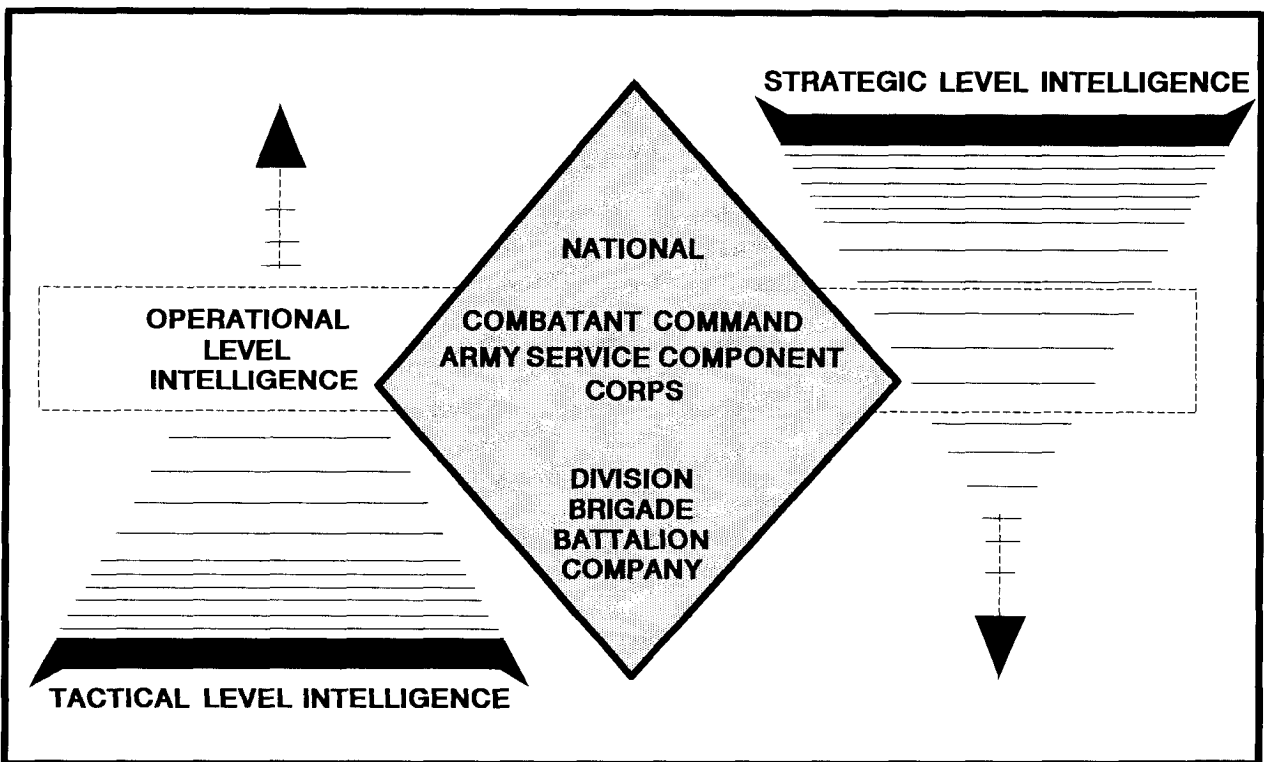 STRATEGIC LEVEL INTELLIGENCE
NATIONAL
OPERATIONAL
LEVEL
INTELLIGENCE
COMBATANT COMMAND
ARMY SERVICE COMPONENT
CORPS
DIVISION
BRIGADE
BATTALION
COMPANY
TACTICAL LEVEL INTELLIGENCE